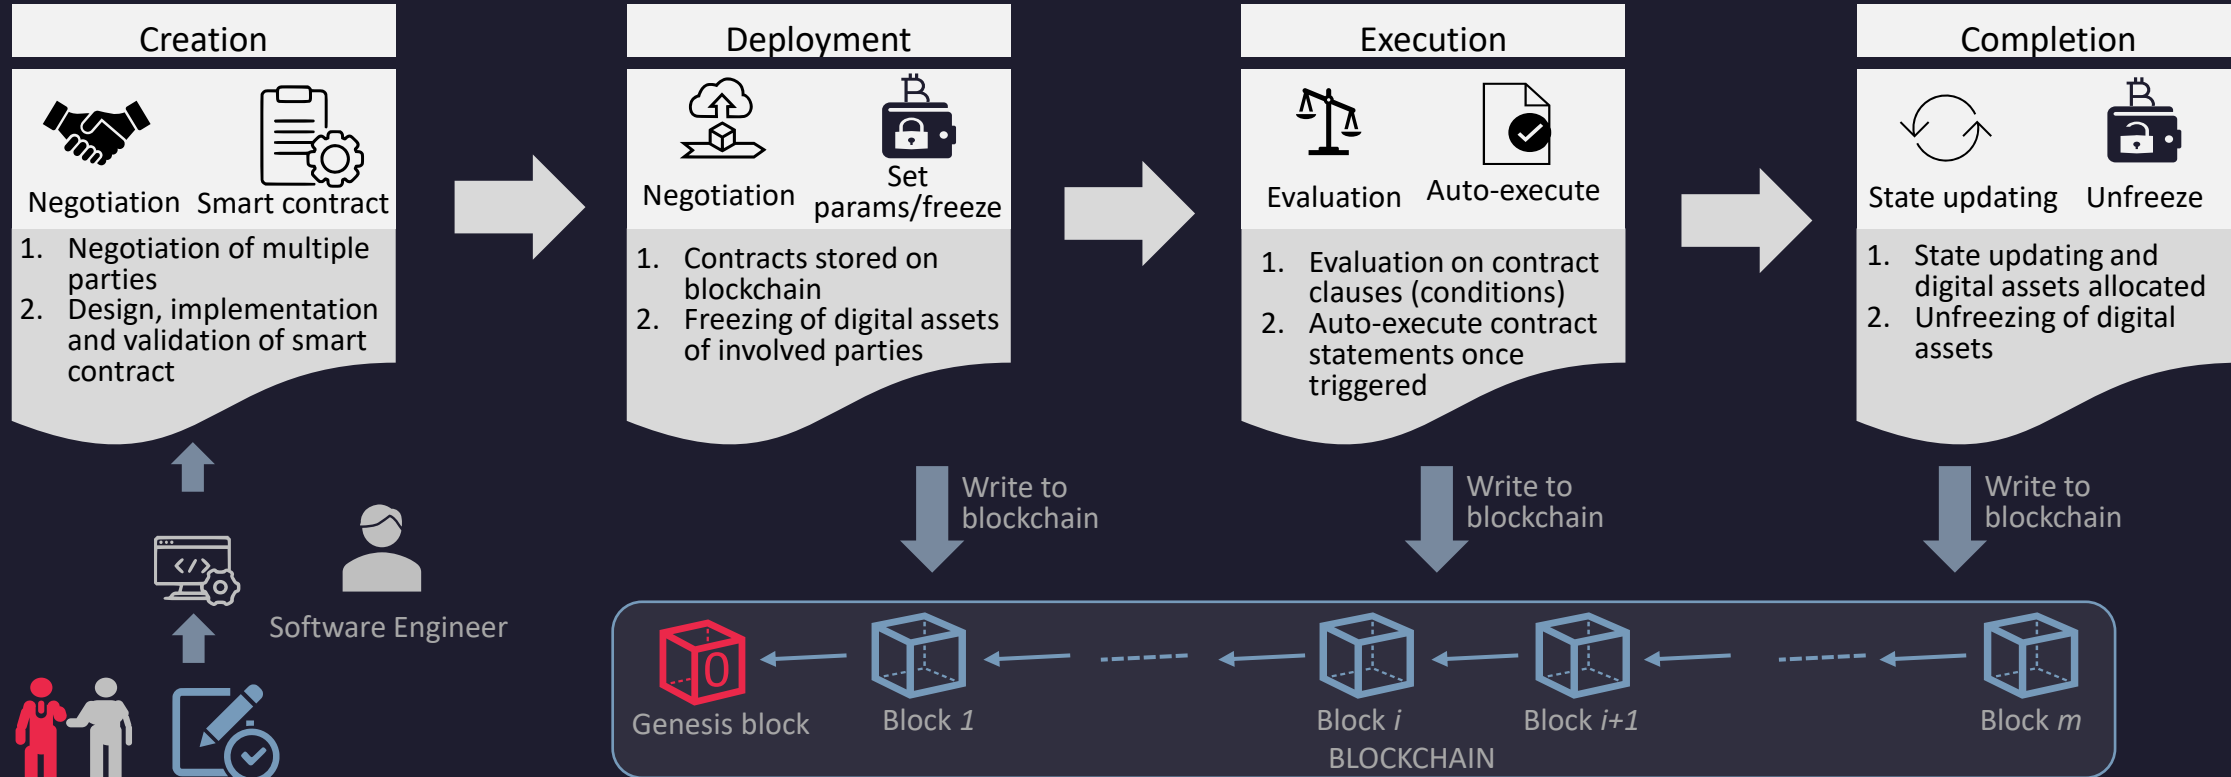 Creation
Negotiation
Smart contract
1. Negotiation of multiple
parties
2. Design, implementation
and validation of smart
contract
Software Engineer
Deployment
Negotiation
Set
params/freeze
1. Contracts stored on
blockchain
2. Freezing of digital assets
of involved parties
Write to
blockchain
Execution
Evaluation
Auto-execute
1. Evaluation on contract
clauses (conditions)
2. Auto-execute contract
statements once
triggered
Write to
blockchain
Completion
State updating
Unfreeze
1. State updating and
digital assets allocated
2. Unfreezing of digital
assets
Write to
blockchain
0
Genesis block
Block 1
Block i
Block i+1
Block m
BLOCKCHAIN